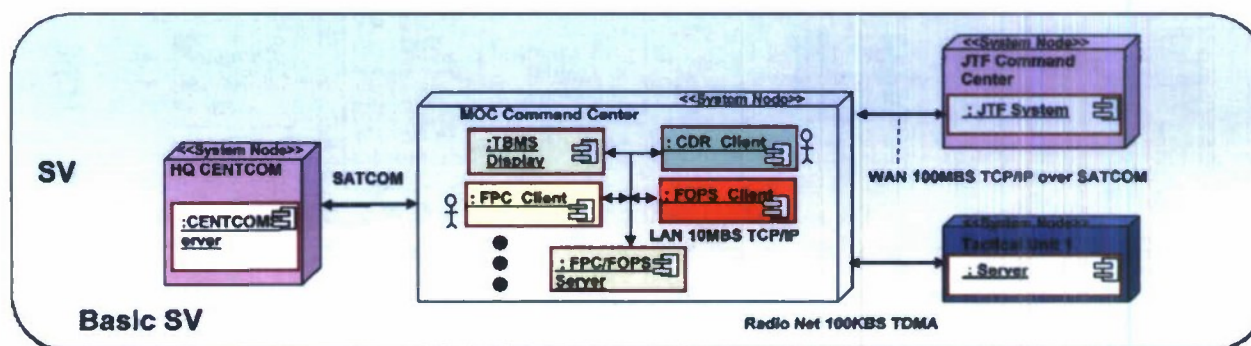 SV
Basic SV
<<System Node>>
HQ CENTCOM
:CENTCOM
erver
SATCOM
<<System Node>>
MOC Command Center
:TBMS
Display
: CDR Client
: FPC Client
: FOPS Client
LAN 10MBS TCP/IP
: FPC/FOPS
Server
<<System Node>>
JTF Command
Center
: JTF System
WAN 100MBS TCP/IP over SATCOM
<<System Node>>
Tactical Unit 1
: Server
Radio Net 100KBS TDMA